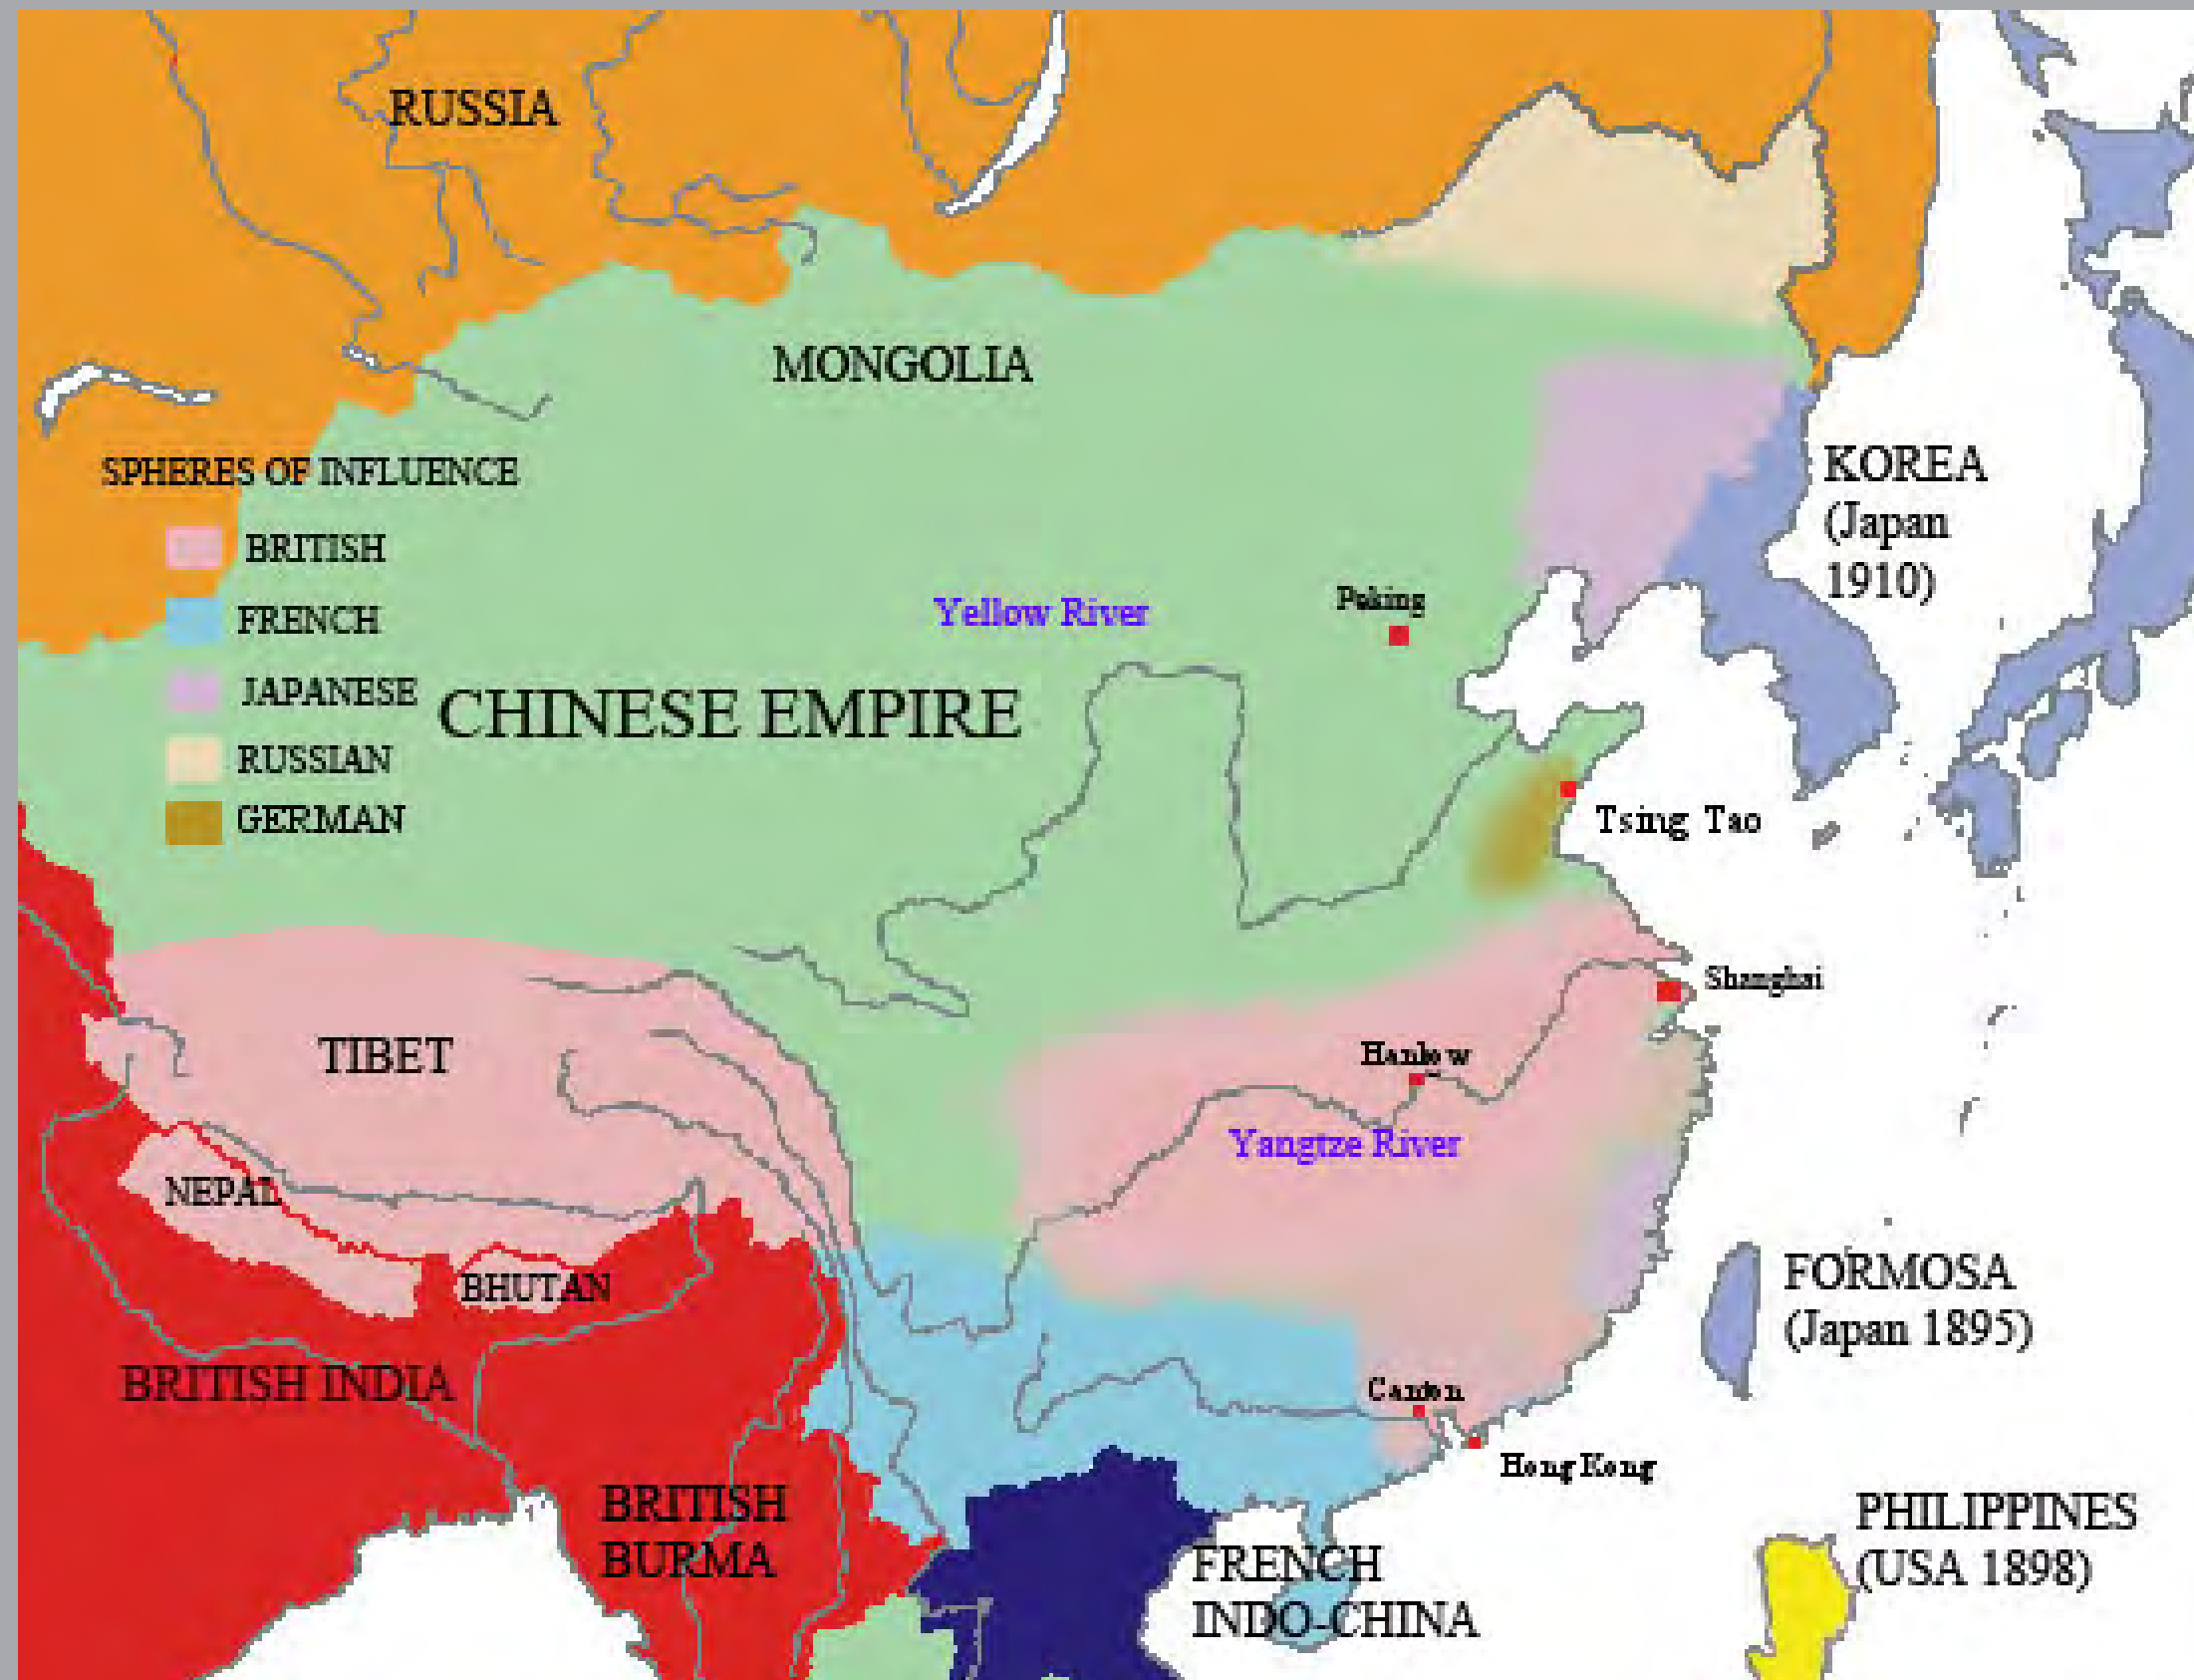 RUSSIA
MONGOLIA
SPHERES OF INFLUENCE
BRITISH
FRENCH
JAPANESE
RUSSIAN
GERMAN
KOREA
(Japan
1910)
Yellow River
Peking
CHINESE EMPIRE
Tsing Tao
Shanghai
TIBET
Hankow
Yangtze River
NEPAL
BHUTAN
FORMOSA
(Japan 1895)
BRITISH INDIA
Canton
Hong Kong
BRITISH
BURMA
FRENCH
INDO-CHINA
PHILIPPINES
(USA 1898)